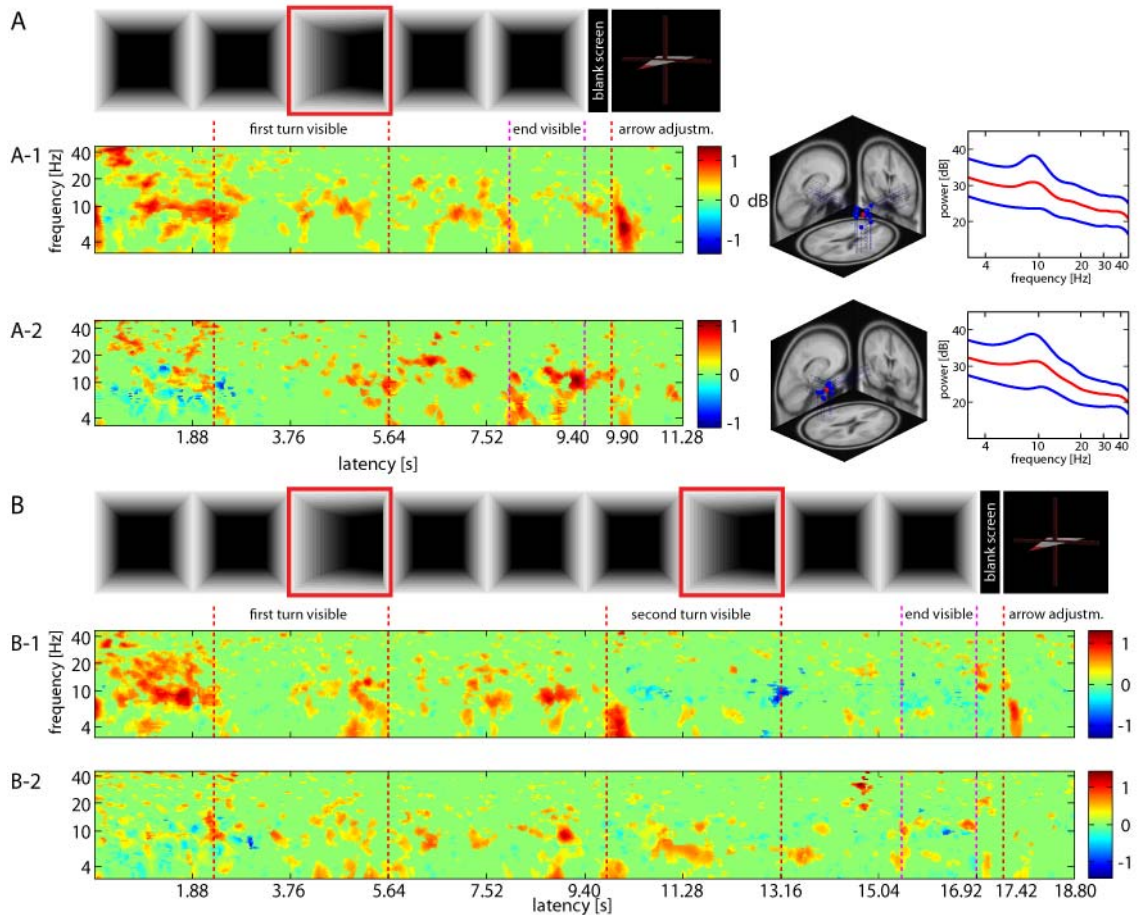 A
blank screen
first turn visible
end visible
arrow adjustm.
A-1
frequency [Hz]
40
20
10
4
1
0
-1
dB
power [dB]
40
30
20
4
10
20
30 40
frequency [Hz]
A-2
40
20
10
4
1
0
-1
1.88
3.76
5.64
7.52
9.40
9.90
11.28
latency [s]
power [dB]
40
30
20
4
10
20
30 40
frequency [Hz]
B
blank screen
first turn visible
second turn visible
end visible
arrow adjustm.
B-1
frequency [Hz]
40
20
10
4
1
0
-1
B-2
40
20
10
4
1
0
-1
1.88
3.76
5.64
7.52
9.40
11.28
13.16
15.04
16.92
17.42
18.80
latency [s]